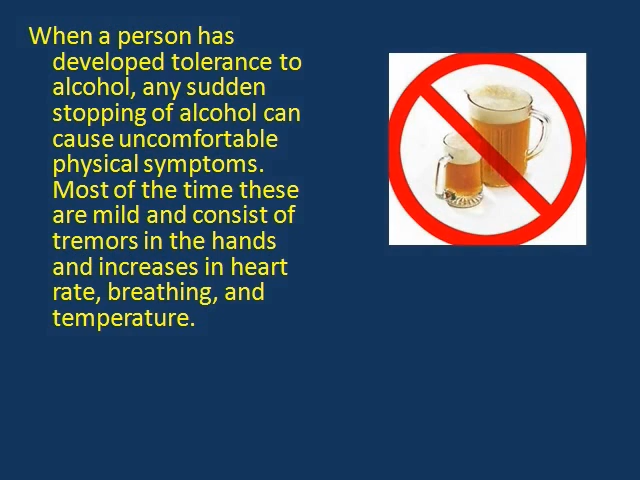 When a person has
developed tolerance to
alcohol, any sudden
stopping of alcohol can
cause uncomfortable
physical symptoms.
Most of the time these
are mild and consist of
tremors in the hands
and increases in heart
rate, breathing, and
temperature.